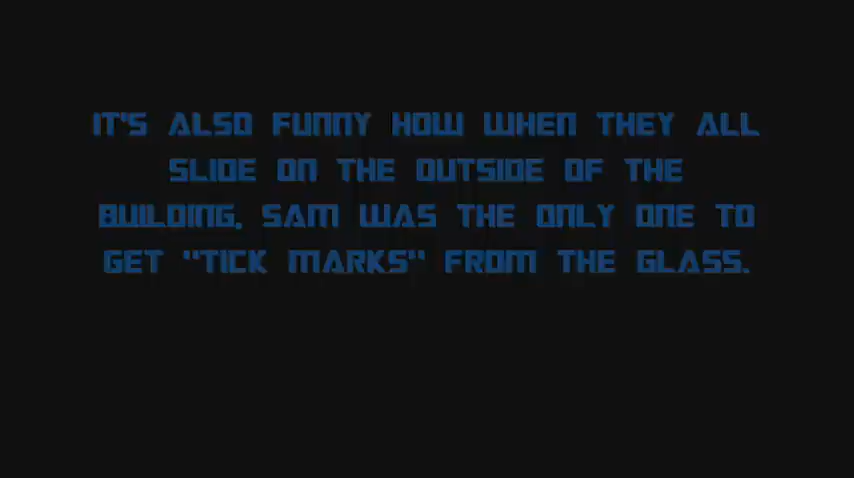 IT'S ALSO FUNNY HOW WHEN THEY ALL
SLIDE ON THE OUTSIDE OF THE
BUILDING, SAM WAS THE ONLY ONE TO
GET "TICK MARKS" FROM THE GLASS.